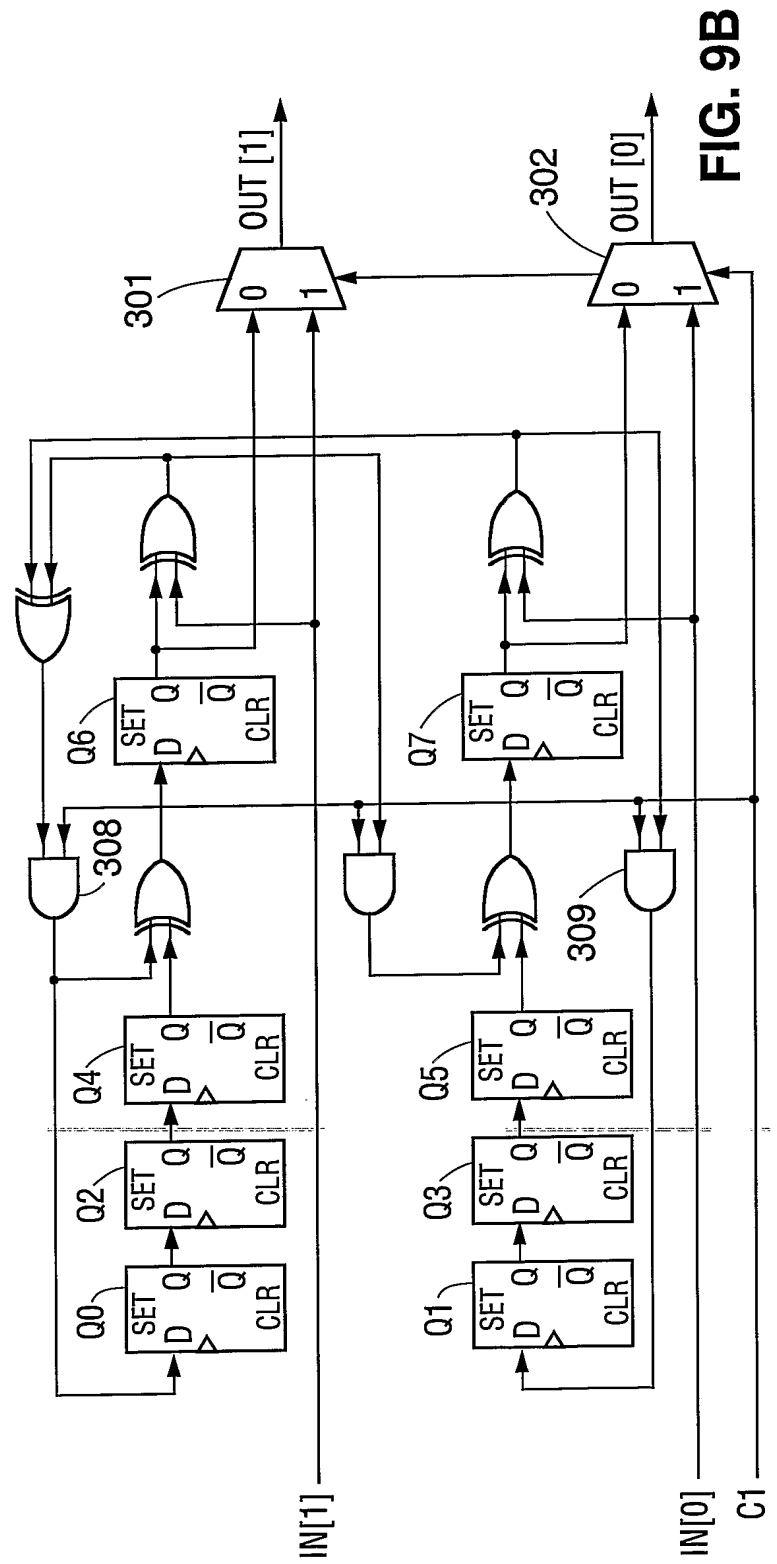 FIG. 9B
OUT [1]
301
0
1
302
OUT [0]
0
1
Q6
SET
D Q
Q
CLR
Q7
SET
D Q
Q
CLR
308
309
Q4
SET
D Q
Q
CLR
Q5
SET
D Q
Q
CLR
Q2
SET
D Q
Q
CLR
Q3
SET
D Q
Q
CLR
Q0
SET
D Q
Q
CLR
Q1
SET
D Q
Q
CLR
IN[1]
IN[0]
C1